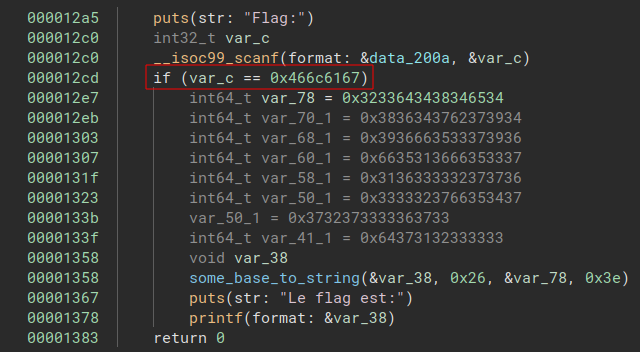 000012a5 puts(str: "Flag:")
000012c0 int32_t var_c
000012c0 __isoc99_scanf(format: &data_200a, &var_c)
000012cd if (var_c == 0x466c6167)
000012e7 int64_t var_78 = 0x3233643438346534
000012eb int64_t var_70_1 = 0x3836343762373934
00001303 int64_t var_68_1 = 0x3936663533373936
00001307 int64_t var_60_1 = 0x6635313666353337
0000131f int64_t var_58_1 = 0x3136333332373736
00001323 int64_t var_50_1 = 0x3333323766353437
0000133b var_50_1 = 0x3732373333363733
0000133f int64_t var_41_1 = 0x64373132333333
00001358 void var_38
00001358 some_base_to_string(&var_38, 0x26, &var_78, 0x3e)
00001367 puts(str: "Le flag est:")
00001378 printf(format: &var_38)
00001383 return 0